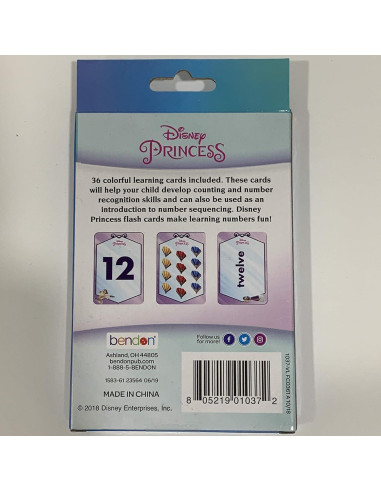 Disney
PRINCESS
36 colorful learning cards included. These cards
will help your child develop counting and number
recognition skills and can also be used as an
introduction to number sequencing. Disney
Princess flash cards make learning numbers fun!
12
twelve
bendon
Ashland, OH 44805
bendonpub.com
1-888-5-BENDON
1583-61 23564 06/19
MADE IN CHINA
© 2018 Disney Enterprises, Inc.
Follow us
for more!
8 05219 01037 2